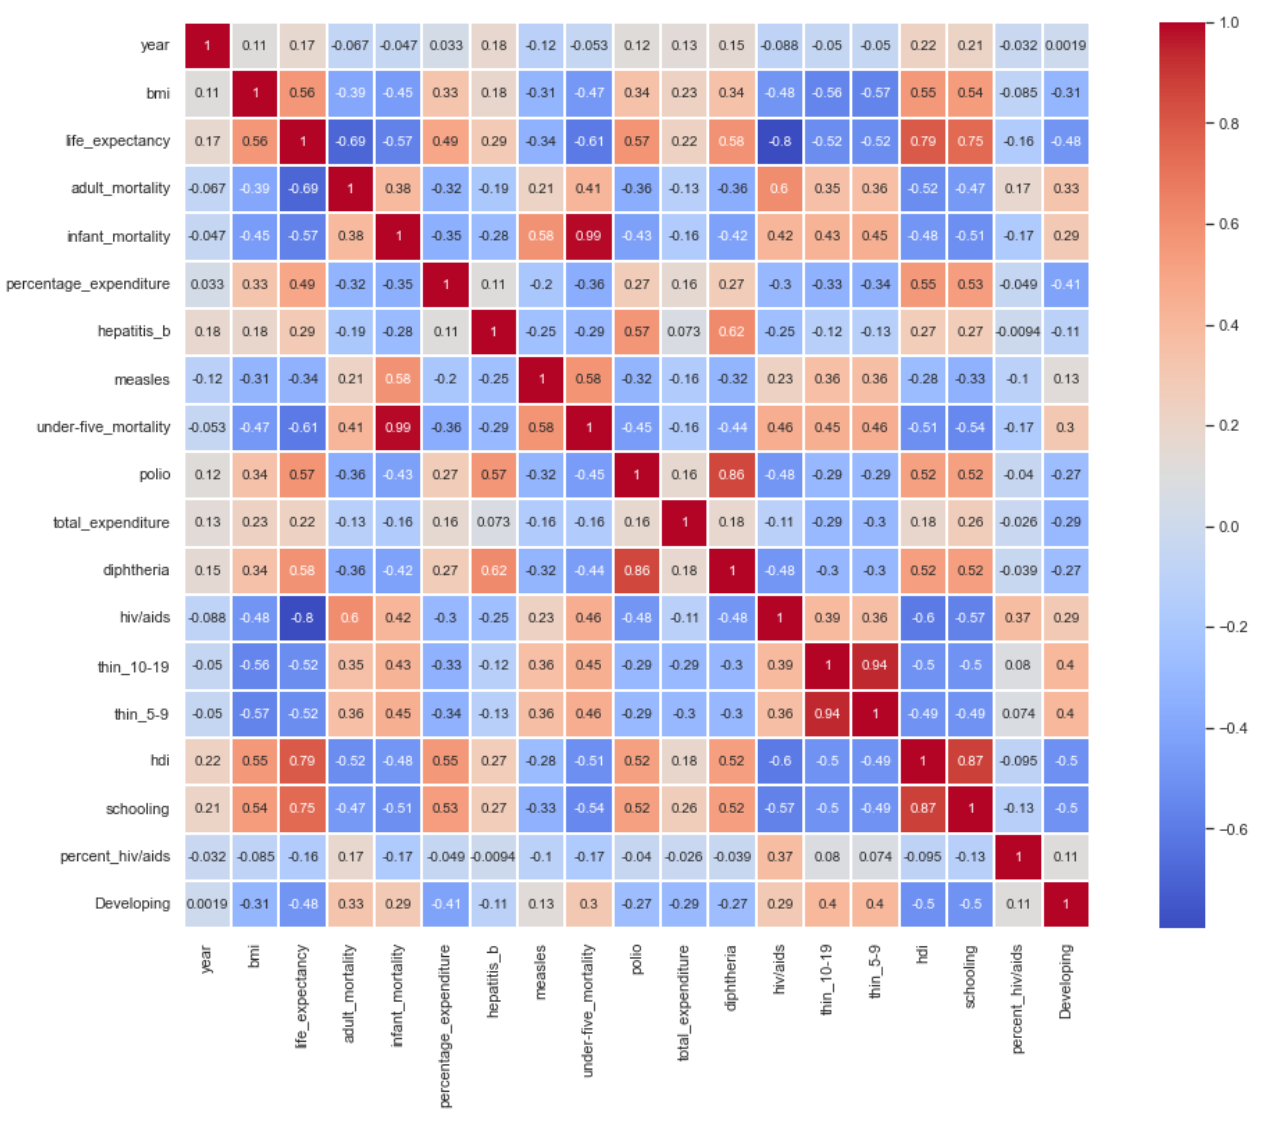 year 1 0.11 0.17 -0.067 -0.047 0.033 0.18 -0.12 -0.053 0.12 0.13 0.15 -0.088 -0.05 -0.05 0.22 0.21 -0.032 0.0019
bmi 0.11 1 0.56 -0.39 -0.45 0.33 0.18 -0.31 -0.47 0.34 0.23 0.34 -0.48 -0.56 -0.57 0.55 0.54 -0.085 -0.31
life_expectancy 0.17 0.56 1 -0.69 -0.57 0.49 0.29 -0.34 -0.61 0.57 0.22 0.58 -0.8 -0.52 -0.52 0.79 0.75 -0.16 -0.48
adult_mortality -0.067 -0.39 -0.69 1 0.38 -0.32 -0.19 0.21 0.41 -0.36 -0.13 -0.36 0.6 0.35 0.36 -0.52 -0.47 0.17 0.33
infant_mortality -0.047 -0.45 -0.57 0.38 1 -0.35 -0.28 0.58 0.99 -0.43 -0.16 -0.42 0.42 0.43 0.45 -0.48 -0.51 -0.17 0.29
percentage_expenditure 0.033 0.33 0.49 -0.32 -0.35 1 0.11 -0.2 -0.36 0.27 0.16 0.27 -0.3 -0.33 -0.34 0.55 0.53 -0.049 -0.41
hepatitis_b 0.18 0.18 0.29 -0.19 -0.28 0.11 1 -0.25 -0.29 0.57 0.073 0.62 -0.25 -0.12 -0.13 0.27 0.27 -0.0094 -0.11
measles -0.12 -0.31 -0.34 0.21 0.58 -0.2 -0.25 1 0.58 -0.32 -0.16 -0.32 0.23 0.36 0.36 -0.28 -0.33 -0.1 0.13
under-five_mortality -0.053 -0.47 -0.61 0.41 0.99 -0.36 -0.29 0.58 1 -0.45 -0.16 -0.44 0.46 0.45 0.46 -0.51 -0.54 -0.17 0.3
polio 0.12 0.34 0.57 -0.36 -0.43 0.27 0.57 -0.32 -0.45 1 0.16 0.86 -0.48 -0.29 -0.29 0.52 0.52 -0.04 -0.27
total_expenditure 0.13 0.23 0.22 -0.13 -0.16 0.16 0.073 -0.16 -0.16 0.16 1 0.18 -0.11 -0.29 -0.3 0.18 0.26 -0.026 -0.29
diphtheria 0.15 0.34 0.58 -0.36 -0.42 0.27 0.62 -0.32 -0.44 0.86 0.18 1 -0.48 -0.3 -0.3 0.52 0.52 -0.039 -0.27
hiv/aids -0.088 -0.48 -0.8 0.6 0.42 -0.3 -0.25 0.23 0.46 -0.48 -0.11 -0.48 1 0.39 0.36 -0.6 -0.57 0.37 0.29
thin_10-19 -0.05 -0.56 -0.52 0.35 0.43 -0.33 -0.12 0.36 0.45 -0.29 -0.29 -0.3 0.39 1 0.94 -0.5 -0.5 0.08 0.4
thin_5-9 -0.05 -0.57 -0.52 0.36 0.45 -0.34 -0.13 0.36 0.46 -0.29 -0.3 -0.3 0.36 0.94 1 -0.49 -0.49 0.074 0.4
hdi 0.22 0.55 0.79 -0.52 -0.48 0.55 0.27 -0.28 -0.51 0.52 0.18 0.52 -0.6 -0.5 -0.49 1 0.87 -0.095 -0.5
schooling 0.21 0.54 0.75 -0.47 -0.51 0.53 0.27 -0.33 -0.54 0.52 0.26 0.52 -0.57 -0.5 -0.49 0.87 1 -0.13 -0.5
percent_hiv/aids -0.032 -0.085 -0.16 0.17 -0.17 -0.049 -0.0094 -0.1 -0.17 -0.04 -0.026 -0.039 0.37 0.08 0.074 -0.095 -0.13 1 0.11
Developing 0.0019 -0.31 -0.48 0.33 0.29 -0.41 -0.11 0.13 0.3 -0.27 -0.29 -0.27 0.29 0.4 0.4 -0.5 -0.5 0.11 1
year
bmi
life_expectancy
adult_mortality
infant_mortality
percentage_expenditure
hepatitis_b
measles
under-five_mortality
polio
total_expenditure
diphtheria
hiv/aids
thin_10-19
thin_5-9
hdi
schooling
percent_hiv/aids
Developing
1.0
0.8
0.6
0.4
0.2
0.0
−0.2
−0.4
−0.6